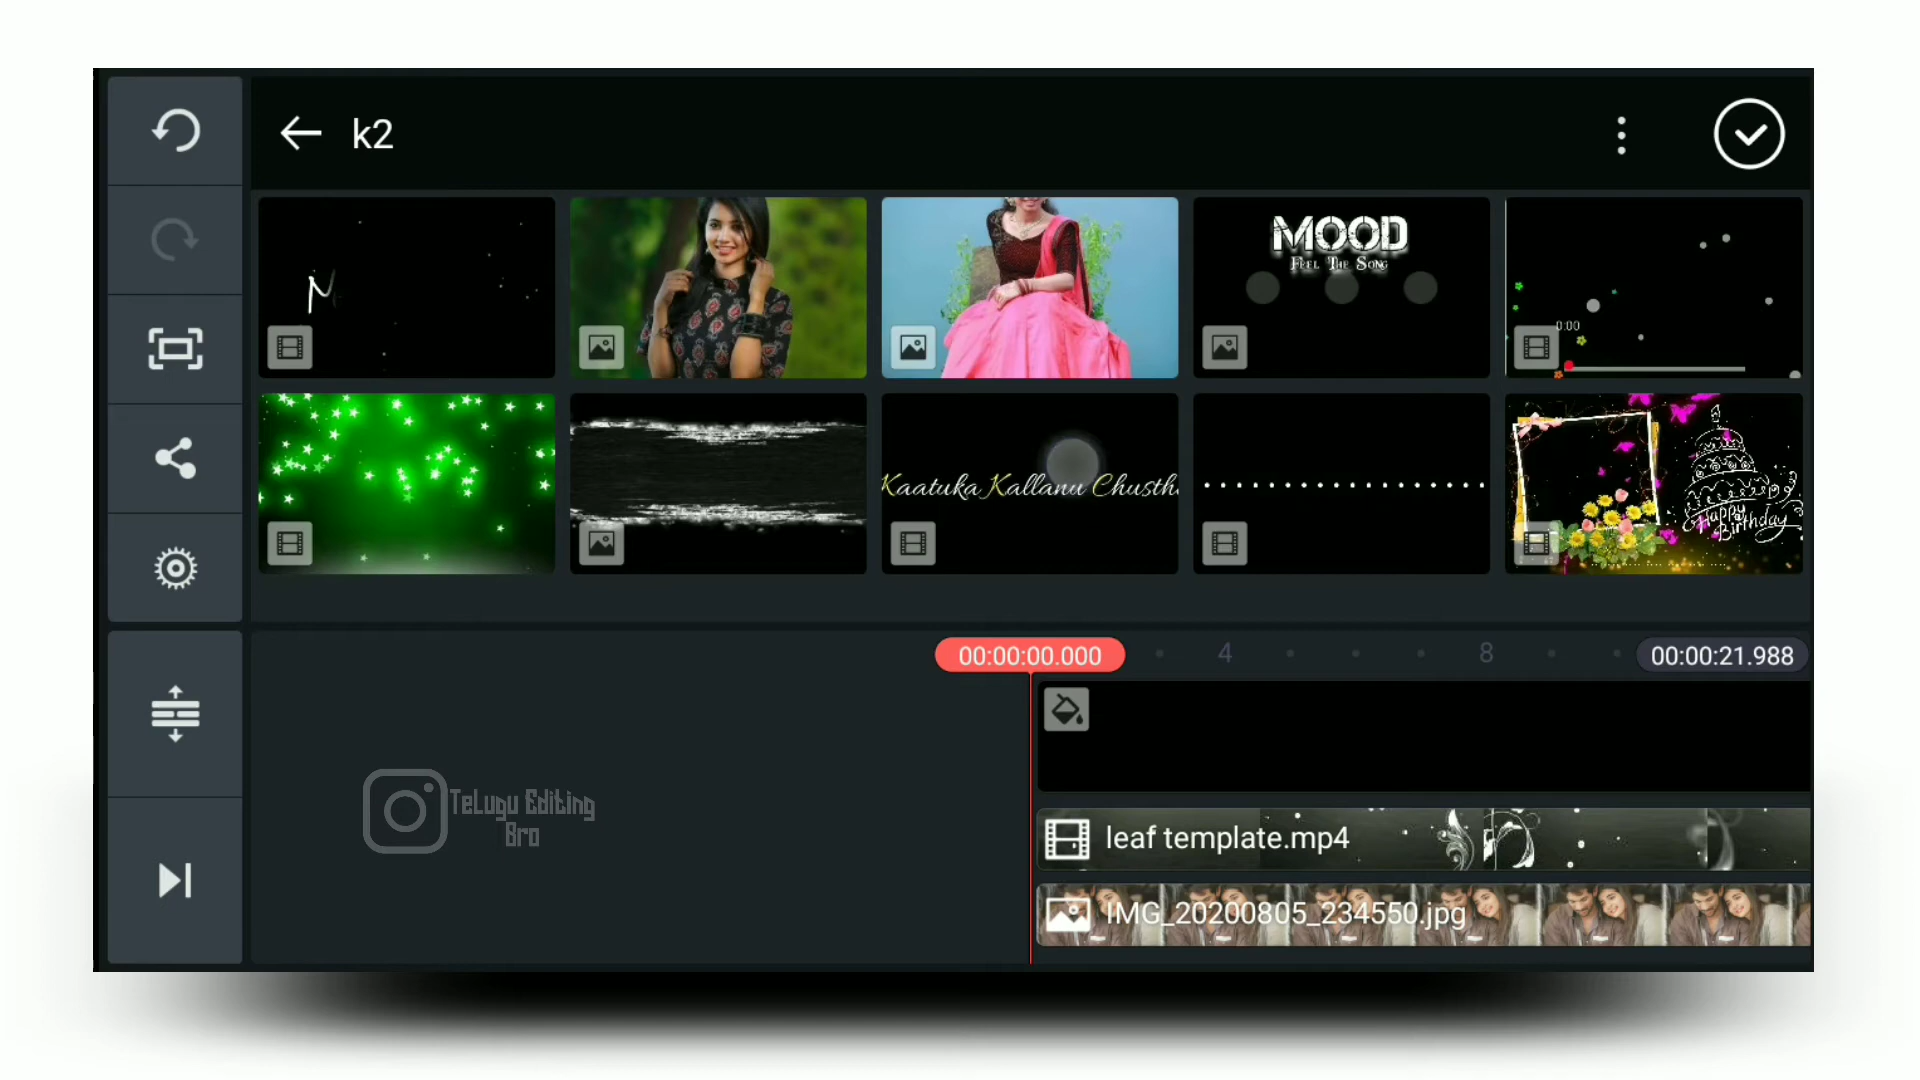 k2
MOOD
Feel The Song
0:00
Kaatuka Kallanu Chusth
Happy
Birthday
00:00:00.000
4
8
00:00:21.988
TeLugu Editing
Bro
leaf template.mp4
IMG_20200805_234550.jpg